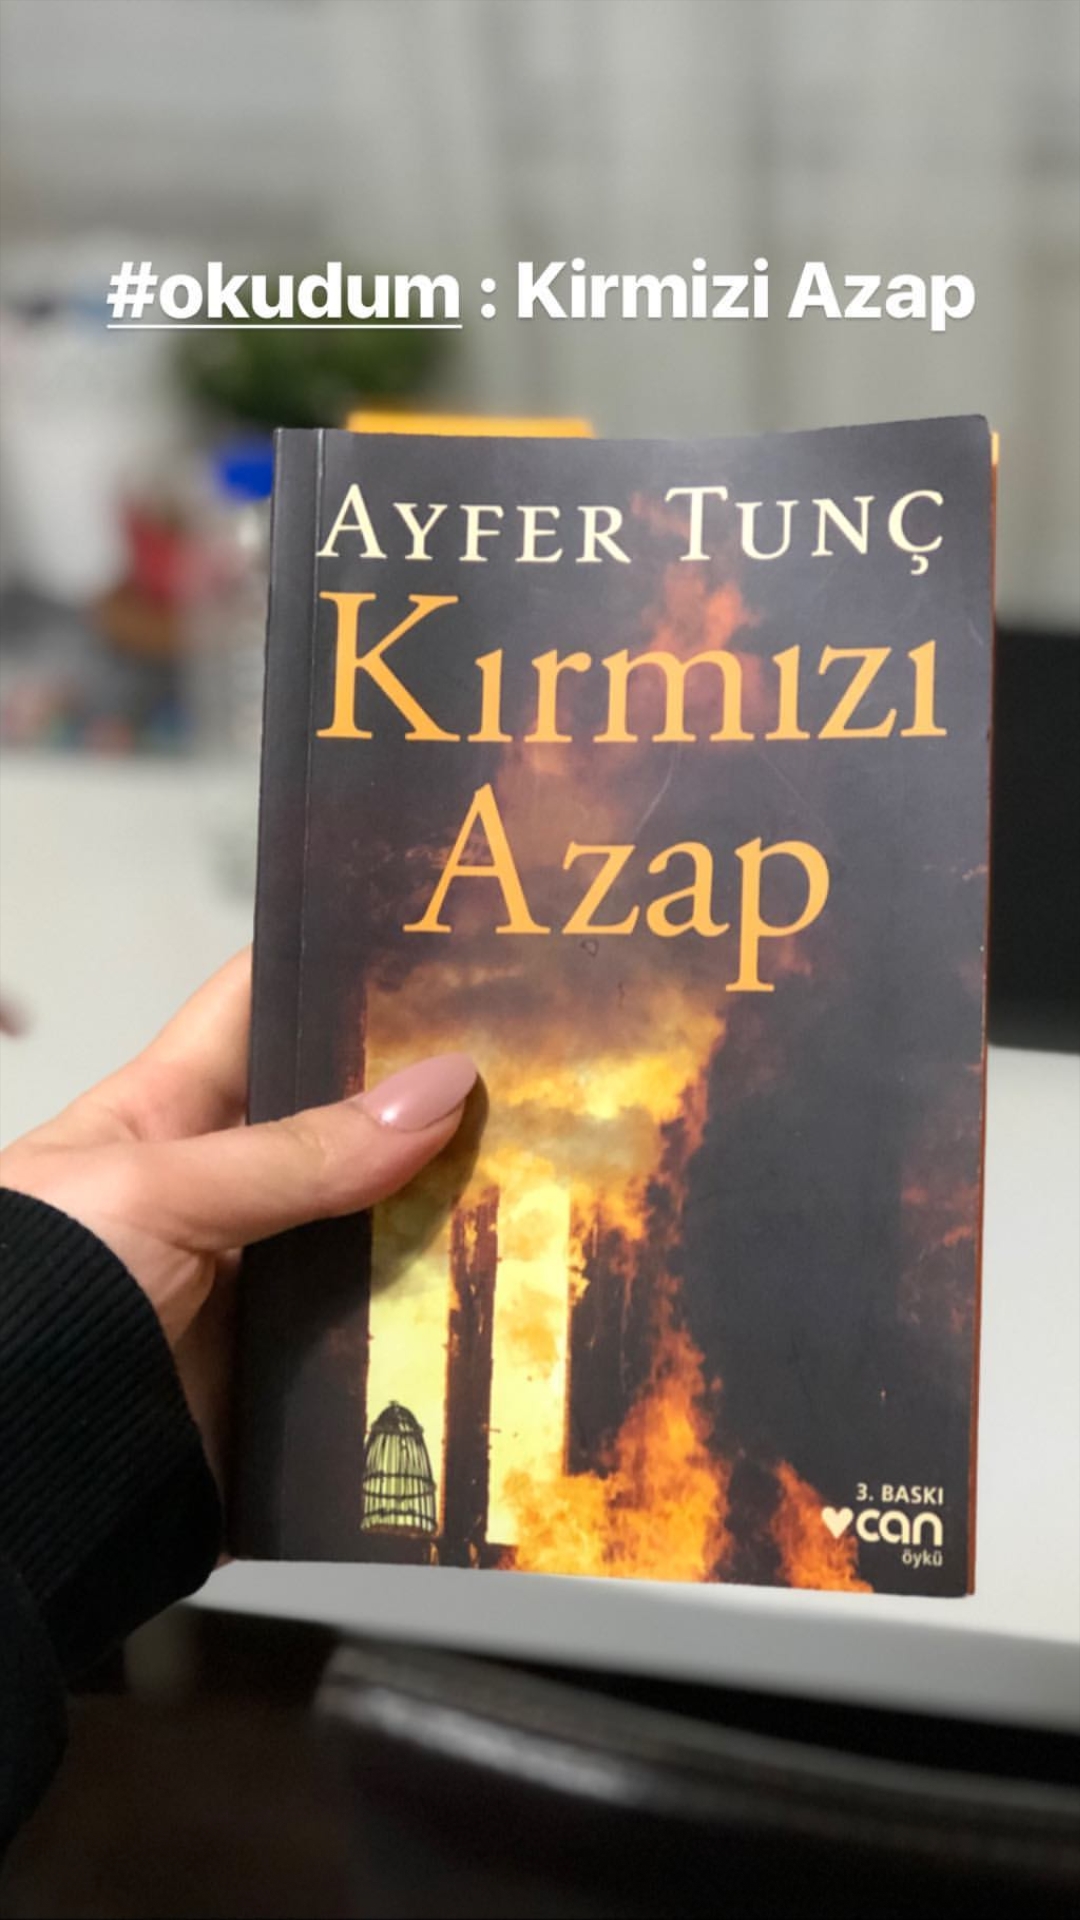 #okudum : Kirmizi Azap
AYFER TUNÇ
Kırmızı
Azap
3. BASKI
can
öykü